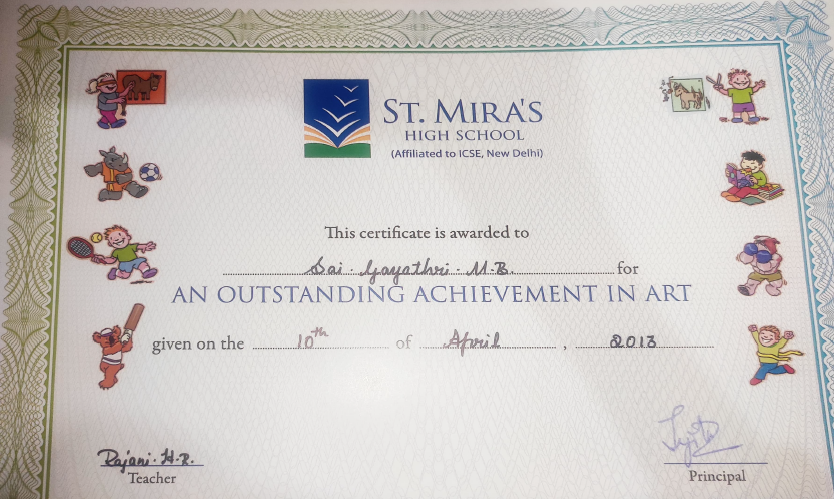 ST. MIRA'S
HIGH SCHOOL
(Affiliated to ICSE, New Delhi)
This certificate is awarded to
Sai. Gayathri. M.B. for
AN OUTSTANDING ACHIEVEMENT IN ART
given on the 10th of April, 2013
Rajani. H.R.
Teacher
Principal